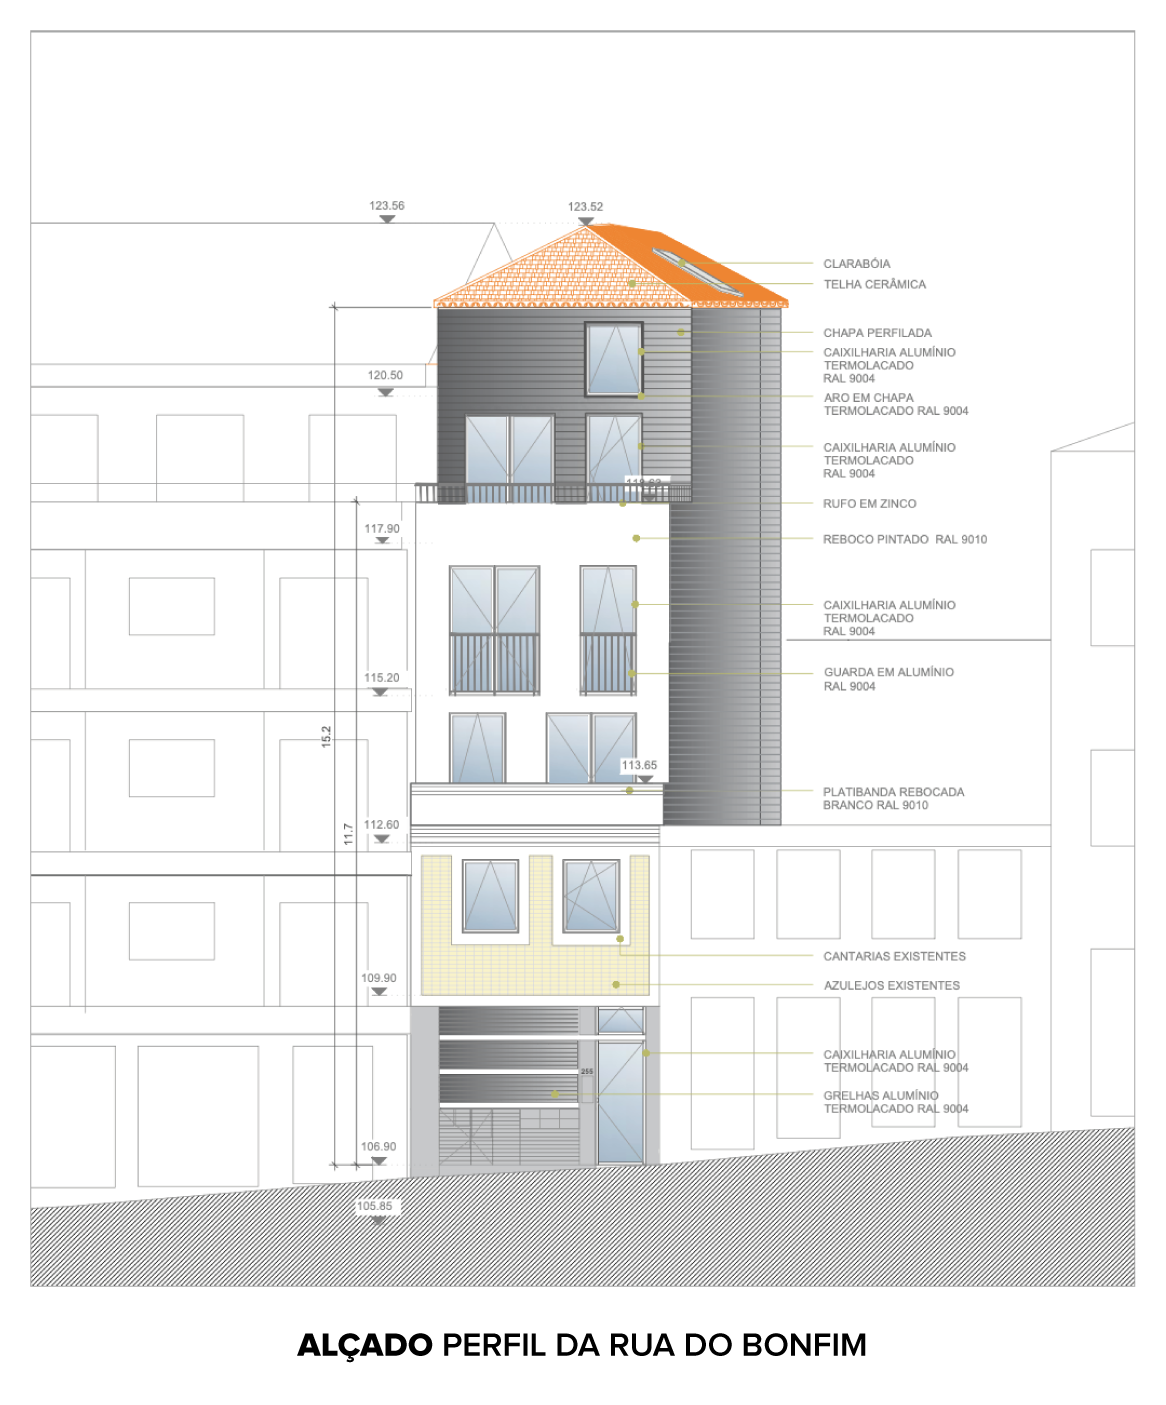 123.56
123.52
CLARABÓIA
TELHA CERÂMICA
CHAPA PERFILADA
CAIXILHARIA ALUMÍNIO
TERMOLACADO
RAL 9004
120.50
ARO EM CHAPA
TERMOLACADO RAL 9004
CAIXILHARIA ALUMÍNIO
TERMOLACADO
RAL 9004
RUFO EM ZINCO
117.90
REBOCO PINTADO RAL 9010
CAIXILHARIA ALUMÍNIO
TERMOLACADO
RAL 9004
115.20
GUARDA EM ALUMÍNIO
RAL 9004
15.2
113.65
PLATIBANDA REBOCADA
BRANCO RAL 9010
11.7
112.60
CANTARIAS EXISTENTES
109.90
AZULEJOS EXISTENTES
CAIXILHARIA ALUMÍNIO
TERMOLACADO RAL 9004
255
GRELHAS ALUMÍNIO
TERMOLACADO RAL 9004
106.90
105.85
ALÇADO PERFIL DA RUA DO BONFIM